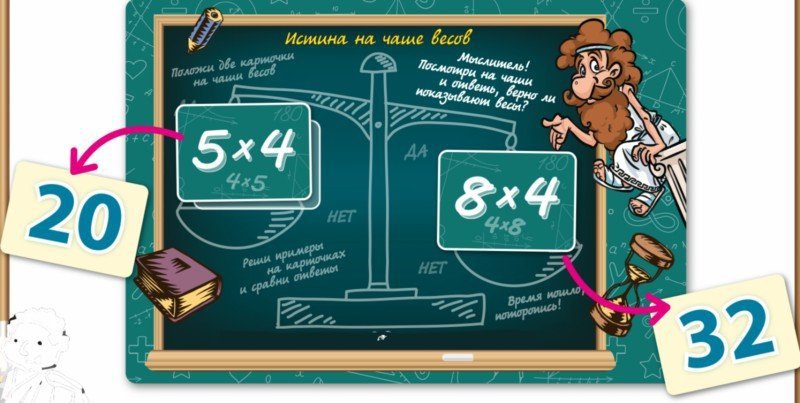 Истина на чаше весов
Положи две карточки
на чаши весов
Мыслитель!
Посмотри на чаши
и ответь, верно ли
показывают весы?
180
5×4
4×5
20
ДА
180
8×4
4×8
НЕТ
НЕТ
Реши примеры
на карточках
и сравни ответы
Время пошло,
поторопись!
32